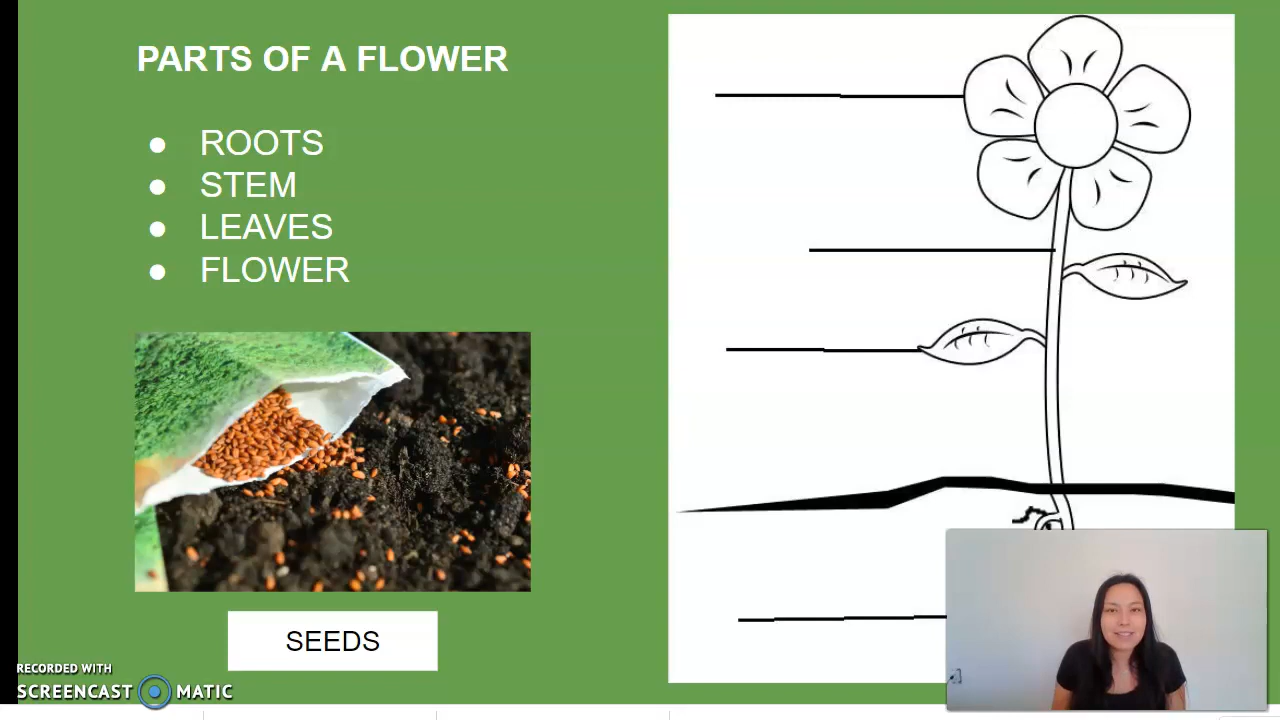 PARTS OF A FLOWER
ROOTS
STEM
LEAVES
FLOWER
SEEDS
RECORDED WITH
SCREENCAST MATIC